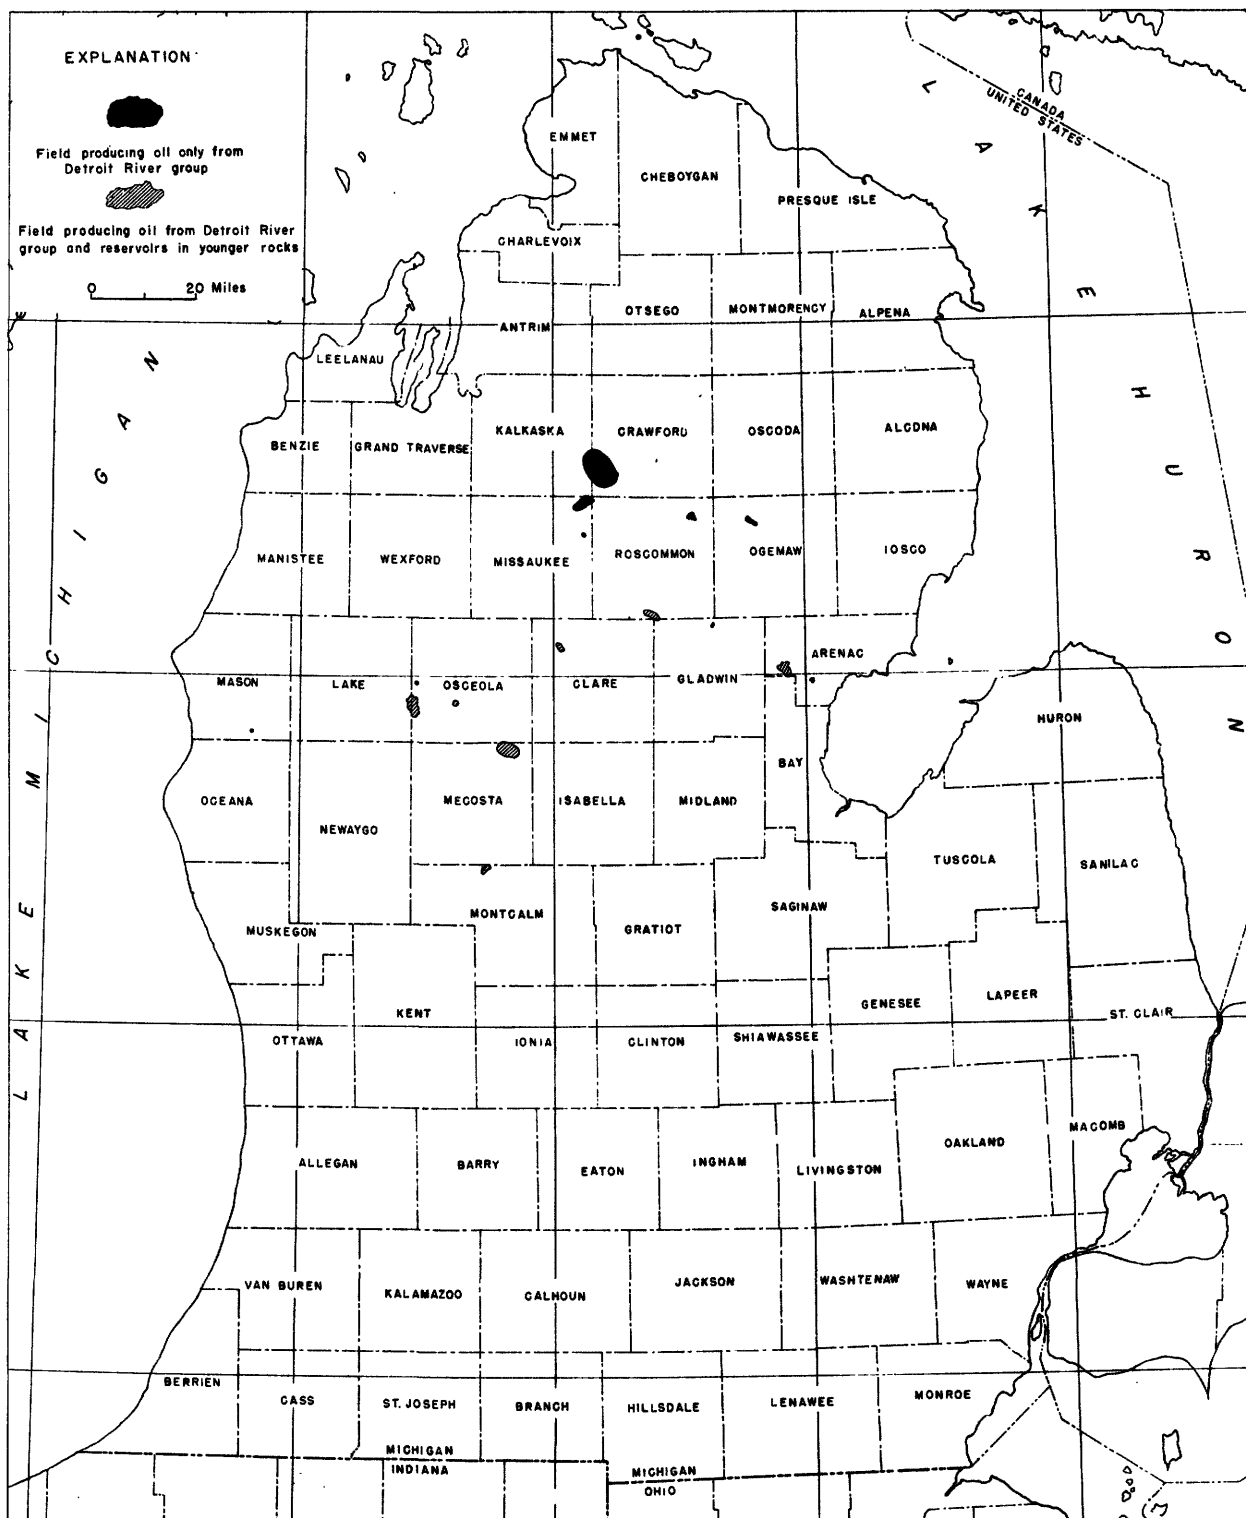 EXPLANATION
Field producing oil only from
Detroit River group
Field producing oil from Detroit River
group and reservoirs in younger rocks
0 20 Miles
CANADA
UNITED STATES
LAKE HURON
LAKE MICHIGAN
EMMET
CHEBOYGAN
PRESQUE ISLE
CHARLEVOIX
ANTRIM
OTSEGO
MONTMORENCY
ALPENA
LEELANAU
BENZIE
GRAND TRAVERSE
KALKASKA
CRAWFORD
OSCODA
ALCONA
MANISTEE
WEXFORD
MISSAUKEE
ROSCOMMON
OGEMAW
IOSCO
MASON
LAKE
OSCEOLA
CLARE
GLADWIN
ARENAC
HURON
OCEANA
NEWAYGO
MECOSTA
ISABELLA
MIDLAND
BAY
TUSCOLA
SANILAC
MUSKEGON
MONTCALM
GRATIOT
SAGINAW
OTTAWA
KENT
IONIA
CLINTON
SHIAWASSEE
GENESEE
LAPEER
ST. CLAIR
ALLEGAN
BARRY
EATON
INGHAM
LIVINGSTON
OAKLAND
MACOMB
VAN BUREN
KALAMAZOO
CALHOUN
JACKSON
WASHTENAW
WAYNE
BERRIEN
CASS
ST. JOSEPH
BRANCH
HILLSDALE
LENAWEE
MONROE
MICHIGAN
INDIANA
MICHIGAN
OHIO